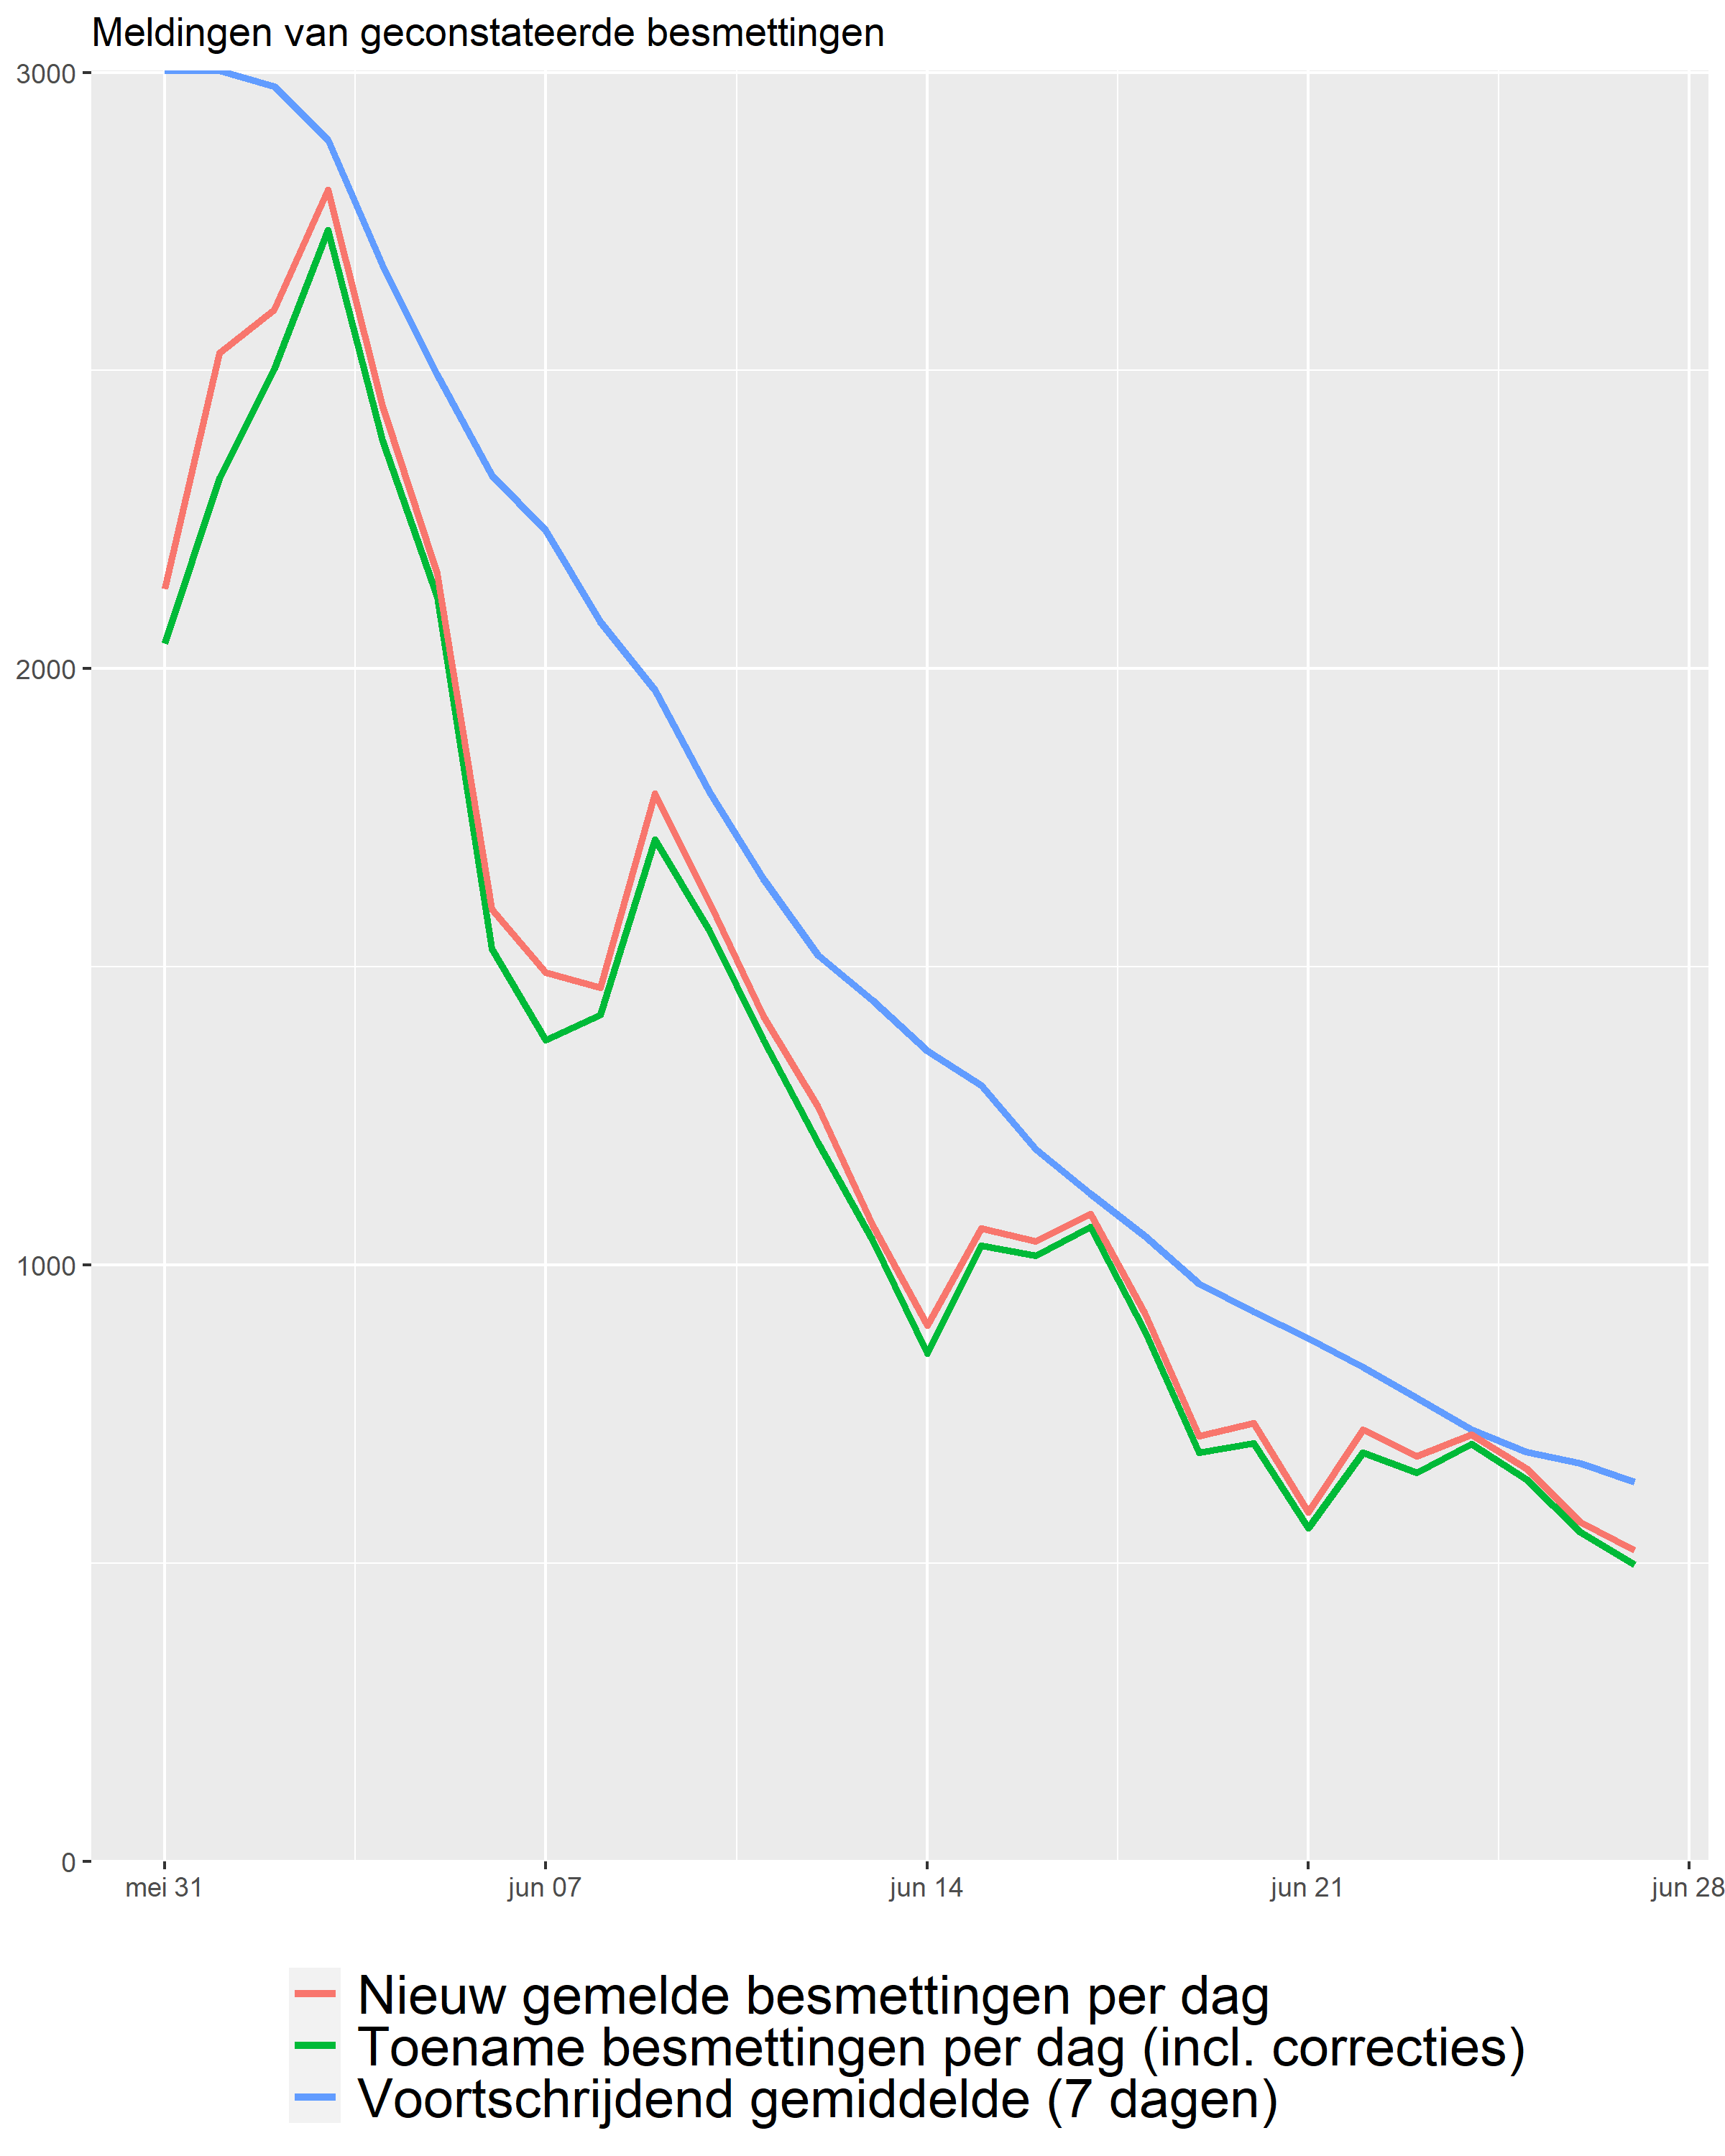 Meldingen van geconstateerde besmettingen
3000
2000
1000
0
mei 31
jun 07
jun 14
jun 21
jun 28
Nieuw gemelde besmettingen per dag
Toename besmettingen per dag (incl. correcties)
Voortschrijdend gemiddelde (7 dagen)